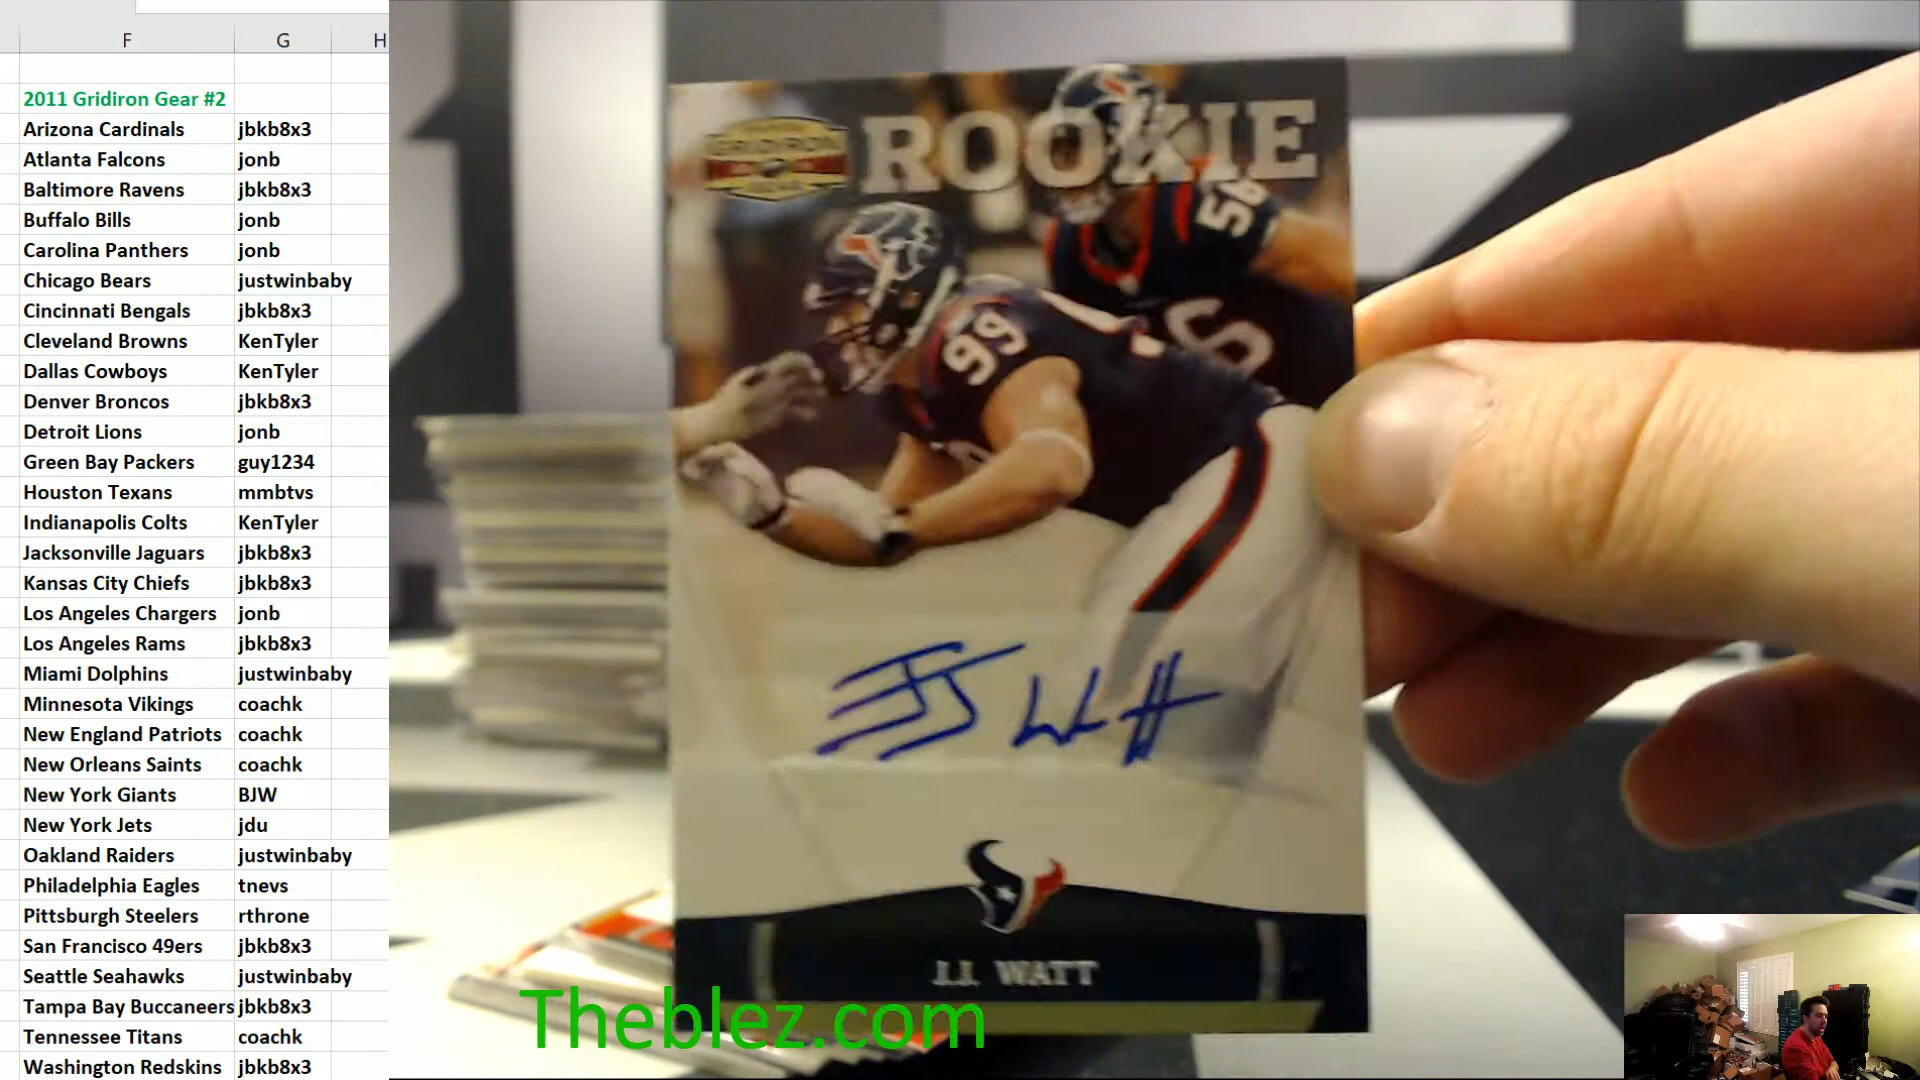 F G H
2011 Gridiron Gear #2
Arizona Cardinals jbkb8x3
Atlanta Falcons jonb
Baltimore Ravens jbkb8x3
Buffalo Bills jonb
Carolina Panthers jonb
Chicago Bears justwinbaby
Cincinnati Bengals jbkb8x3
Cleveland Browns KenTyler
Dallas Cowboys KenTyler
Denver Broncos jbkb8x3
Detroit Lions jonb
Green Bay Packers guy1234
Houston Texans mmbtvs
Indianapolis Colts KenTyler
Jacksonville Jaguars jbkb8x3
Kansas City Chiefs jbkb8x3
Los Angeles Chargers jonb
Los Angeles Rams jbkb8x3
Miami Dolphins justwinbaby
Minnesota Vikings coachk
New England Patriots coachk
New Orleans Saints coachk
New York Giants BJW
New York Jets jdu
Oakland Raiders justwinbaby
Philadelphia Eagles tnevs
Pittsburgh Steelers rthrone
San Francisco 49ers jbkb8x3
Seattle Seahawks justwinbaby
Tampa Bay Buccaneers jbkb8x3
Tennessee Titans coachk
Washington Redskins jbkb8x3
GRIDIRON
ROOKIE
56
99
JJ Watt
J.J. WATT
Theblez.com